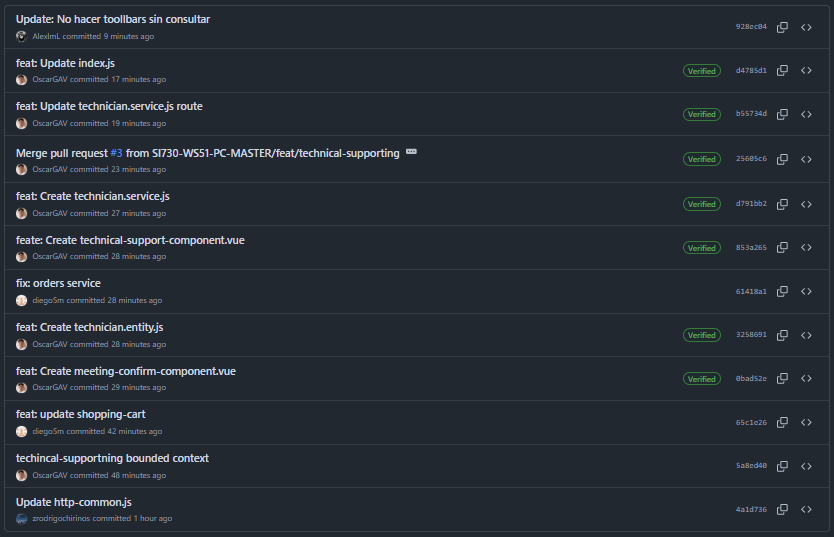 Update: No hacer toollbars sin consultar
AlexImL committed 9 minutes ago
928ec04
feat: Update index.js
OscarGAV committed 17 minutes ago
Verified
d4785d1
feat: Update technician.service.js route
OscarGAV committed 19 minutes ago
Verified
b55734d
Merge pull request #3 from SI730-WS51-PC-MASTER/feat/technical-supporting
OscarGAV committed 23 minutes ago
Verified
25605c6
feat: Create technician.service.js
OscarGAV committed 27 minutes ago
Verified
d791bb2
feate: Create technical-support-component.vue
OscarGAV committed 28 minutes ago
Verified
853a265
fix: orders service
diego5m committed 28 minutes ago
61418a1
feat: Create technician.entity.js
OscarGAV committed 28 minutes ago
Verified
3258691
feat: Create meeting-confirm-component.vue
OscarGAV committed 29 minutes ago
Verified
0bad52e
feat: update shopping-cart
diego5m committed 42 minutes ago
65c1e26
techincal-supportning bounded context
OscarGAV committed 48 minutes ago
5a8ed40
Update http-common.js
zrodrigochirinos committed 1 hour ago
4a1d736